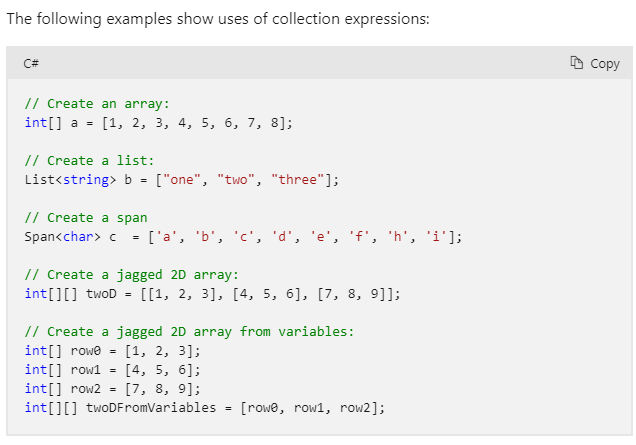 The following examples show uses of collection expressions:
C#
Copy
// Create an array:
int[] a = [1, 2, 3, 4, 5, 6, 7, 8];
// Create a list:
List<string> b = ["one", "two", "three"];
// Create a span
Span<char> c  = ['a', 'b', 'c', 'd', 'e', 'f', 'h', 'i'];
// Create a jagged 2D array:
int[][] twoD = [[1, 2, 3], [4, 5, 6], [7, 8, 9]];
// Create a jagged 2D array from variables:
int[] row0 = [1, 2, 3];
int[] row1 = [4, 5, 6];
int[] row2 = [7, 8, 9];
int[][] twoDFromVariables = [row0, row1, row2];